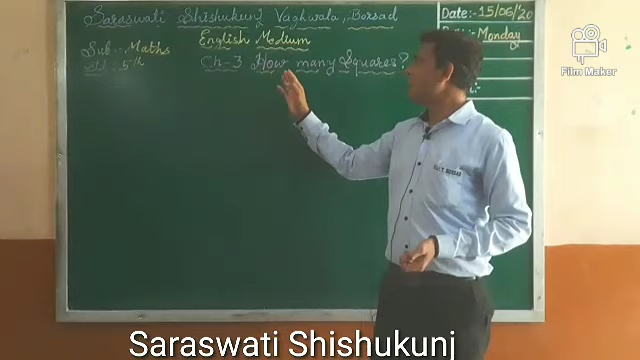 Saraswati Shishukunj Vaghwala, Borsad
English Medium
Sub:- Maths
Std: 5th
Ch-3 How many Squares?
Date:-15/06/'20
Monday
Film Maker
Saraswati Shishukunj